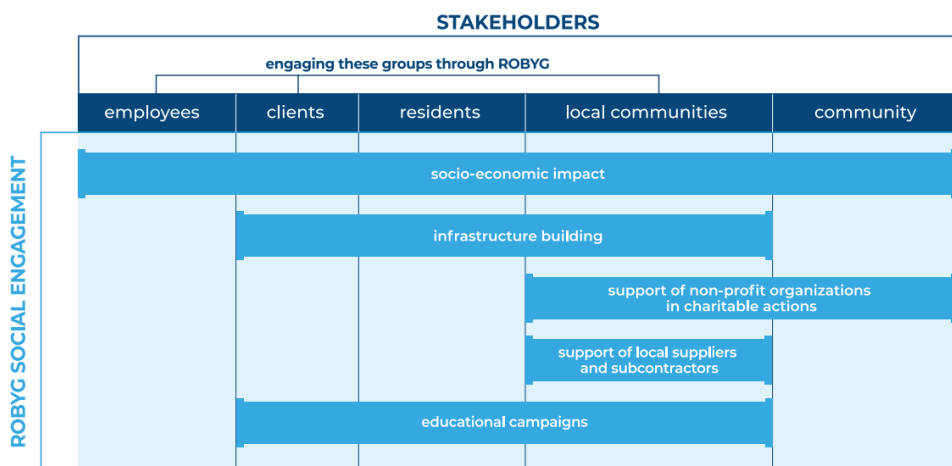 STAKEHOLDERS
engaging these groups through ROBYG
employees
clients
residents
local communities
community
ROBYG SOCIAL ENGAGEMENT
socio-economic impact
infrastructure building
support of non-profit organizations
in charitable actions
support of local suppliers
and subcontractors
educational campaigns